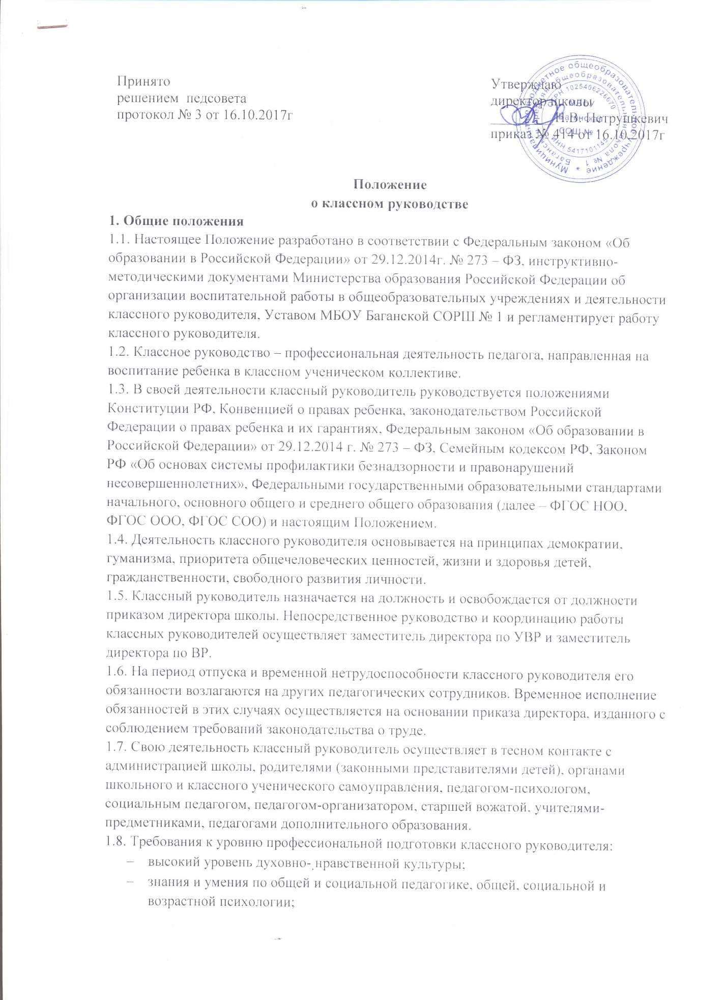 Принято
решением педсовета
протокол № 3 от 16.10.2017г
Утверждаю
директор школы
Н.В. Петрушкевич
приказ № 414 от 16.10.2017г
Муниципальное бюджетное общеобразовательное учреждение *
Баганская средняя общеобразовательная школа № 1
ОГРН 1025406226670
ИНН 5417101145
МБОУ
Баганская
СОШ № 1
Положение
о классном руководстве
1. Общие положения
1.1. Настоящее Положение разработано в соответствии с Федеральным законом «Об
образовании в Российской Федерации» от 29.12.2014г. № 273 – ФЗ, инструктивно-
методическими документами Министерства образования Российской Федерации об
организации воспитательной работы в общеобразовательных учреждениях и деятельности
классного руководителя, Уставом МБОУ Баганской СОРШ № 1 и регламентирует работу
классного руководителя.
1.2. Классное руководство – профессиональная деятельность педагога, направленная на
воспитание ребенка в классном ученическом коллективе.
1.3. В своей деятельности классный руководитель руководствуется положениями
Конституции РФ, Конвенцией о правах ребенка, законодательством Российской
Федерации о правах ребенка и их гарантиях, Федеральным законом «Об образовании в
Российской Федерации» от 29.12.2014 г. № 273 – ФЗ, Семейным кодексом РФ, Законом
РФ «Об основах системы профилактики безнадзорности и правонарушений
несовершеннолетних», Федеральными государственными образовательными стандартами
начального, основного общего и среднего общего образования (далее – ФГОС НОО,
ФГОС ООО, ФГОС СОО) и настоящим Положением.
1.4. Деятельность классного руководителя основывается на принципах демократии,
гуманизма, приоритета общечеловеческих ценностей, жизни и здоровья детей,
гражданственности, свободного развития личности.
1.5. Классный руководитель назначается на должность и освобождается от должности
приказом директора школы. Непосредственное руководство и координацию работы
классных руководителей осуществляет заместитель директора по УВР и заместитель
директора по ВР.
1.6. На период отпуска и временной нетрудоспособности классного руководителя его
обязанности возлагаются на других педагогических сотрудников. Временное исполнение
обязанностей в этих случаях осуществляется на основании приказа директора, изданного с
соблюдением требований законодательства о труде.
1.7. Свою деятельность классный руководитель осуществляет в тесном контакте с
администрацией школы, родителями (законными представителями детей), органами
школьного и классного ученического самоуправления, педагогом-психологом,
социальным педагогом, педагогом-организатором, старшей вожатой, учителями-
предметниками, педагогами дополнительного образования.
1.8. Требования к уровню профессиональной подготовки классного руководителя:
– высокий уровень духовно- нравственной культуры;
– знания и умения по общей и социальной педагогике, общей, социальной и
возрастной психологии;